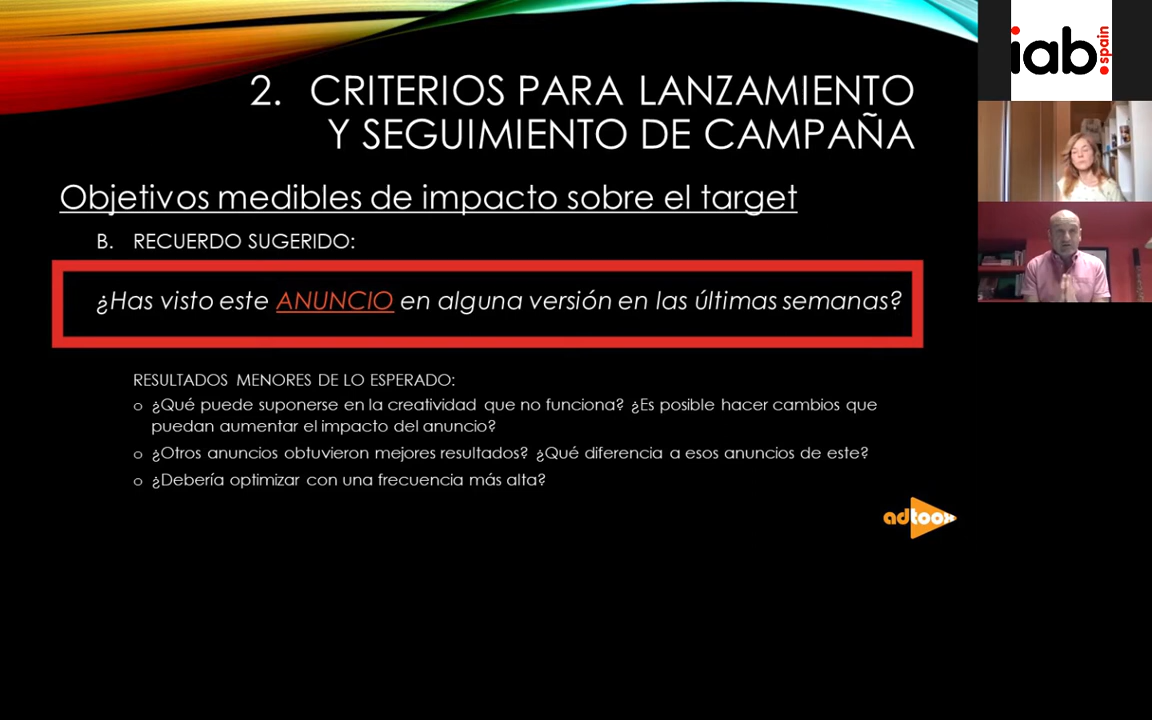 2. CRITERIOS PARA LANZAMIENTO
Y SEGUIMIENTO DE CAMPAÑA
Objetivos medibles de impacto sobre el target
B. RECUERDO SUGERIDO:
¿Has visto este ANUNCIO en alguna versión en las últimas semanas?
RESULTADOS MENORES DE LO ESPERADO:
o ¿Qué puede suponerse en la creatividad que no funciona? ¿Es posible hacer cambios que
puedan aumentar el impacto del anuncio?
o ¿Otros anuncios obtuvieron mejores resultados? ¿Qué diferencia a esos anuncios de este?
o ¿Debería optimizar con una frecuencia más alta?
adtoox
iab.spain